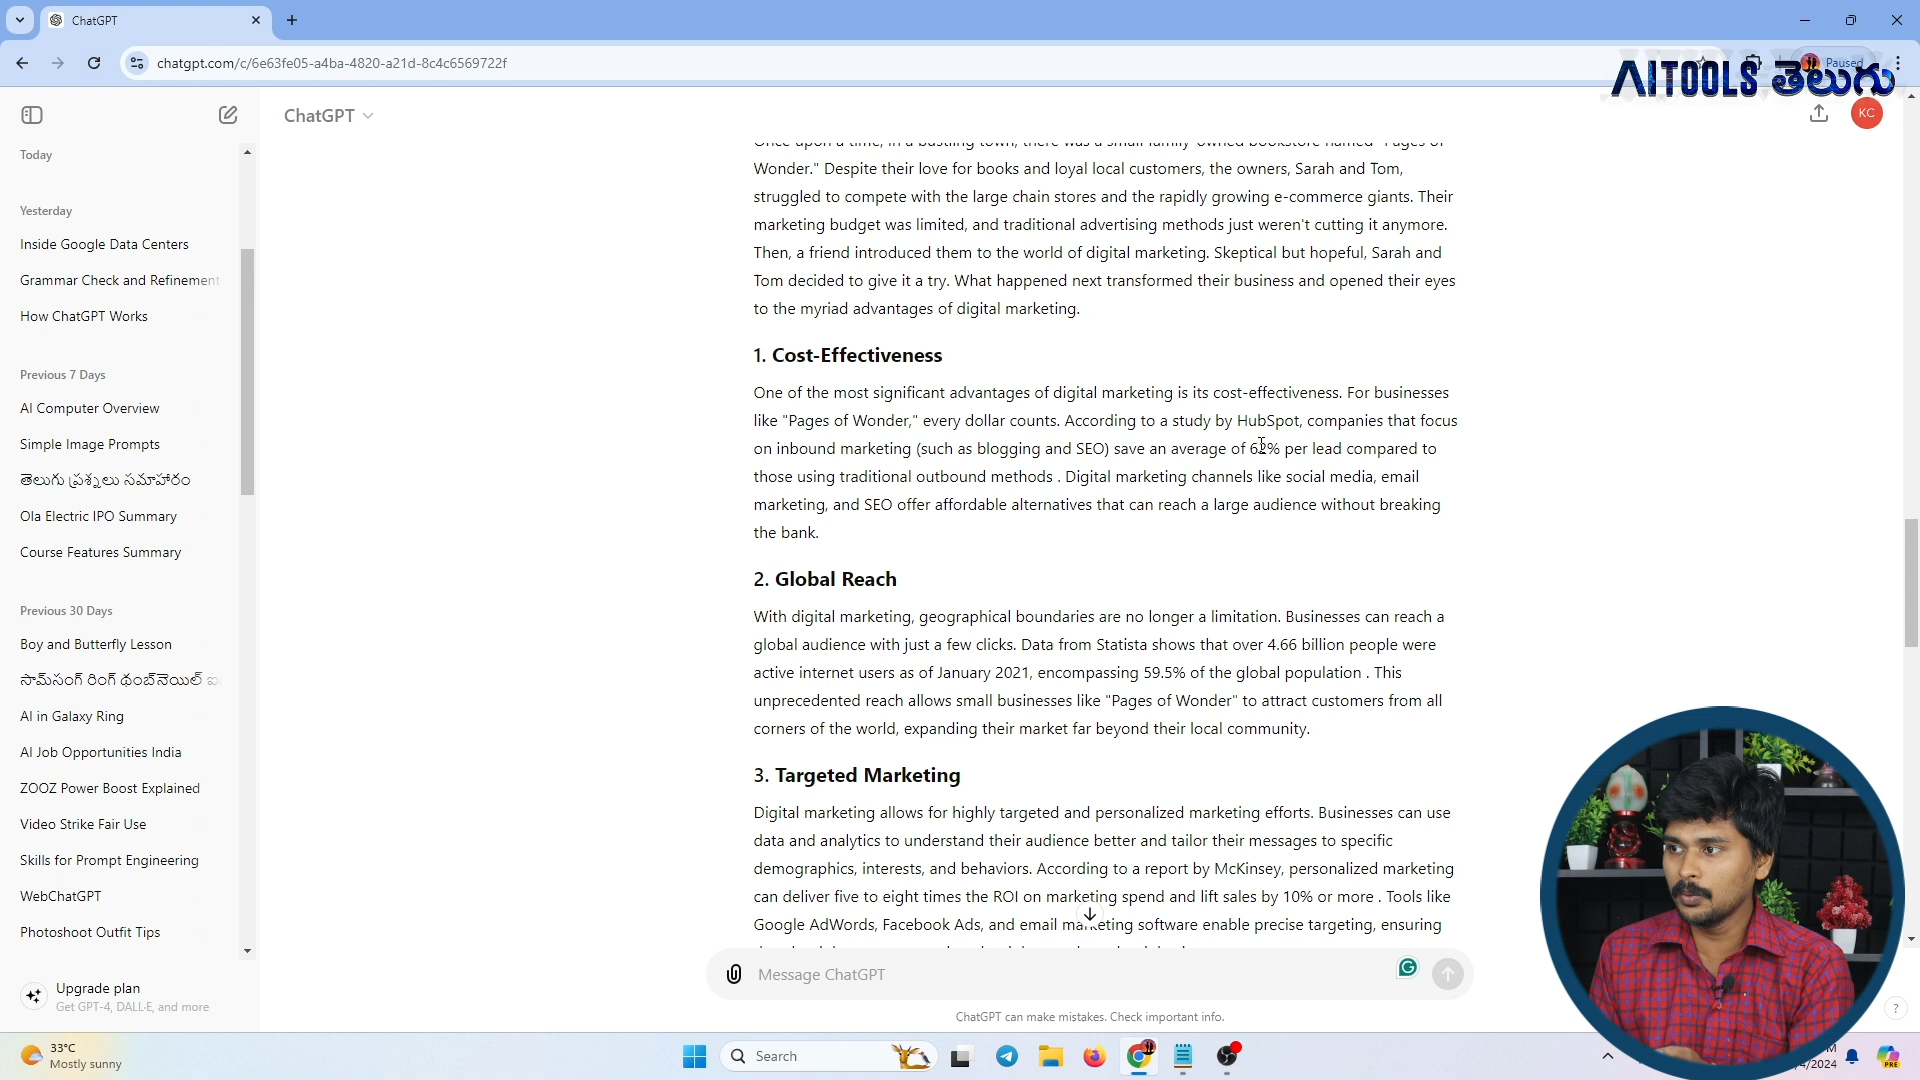 ChatGPT
chatgpt.com/c/6e63fe05-a4ba-4820-a21d-8c4c6569722f
Paused
AITOOLS తెలుగు
ChatGPT
KC
Today
Yesterday
Inside Google Data Centers
Grammar Check and Refinement
How ChatGPT Works
Previous 7 Days
AI Computer Overview
Simple Image Prompts
తెలుగు ప్రశ్నలు సమాహారం
Ola Electric IPO Summary
Course Features Summary
Previous 30 Days
Boy and Butterfly Lesson
సామ్‌సంగ్ రింగ్ థంబ్‌నెయిల్
AI in Galaxy Ring
AI Job Opportunities India
ZOOZ Power Boost Explained
Video Strike Fair Use
Skills for Prompt Engineering
WebChatGPT
Photoshoot Outfit Tips
Upgrade plan
Get GPT-4, DALL·E, and more
Once upon a time, in a bustling town, there was a small family-owned bookstore named "Pages of
Wonder." Despite their love for books and loyal local customers, the owners, Sarah and Tom,
struggled to compete with the large chain stores and the rapidly growing e-commerce giants. Their
marketing budget was limited, and traditional advertising methods just weren't cutting it anymore.
Then, a friend introduced them to the world of digital marketing. Skeptical but hopeful, Sarah and
Tom decided to give it a try. What happened next transformed their business and opened their eyes
to the myriad advantages of digital marketing.
1. Cost-Effectiveness
One of the most significant advantages of digital marketing is its cost-effectiveness. For businesses
like "Pages of Wonder," every dollar counts. According to a study by HubSpot, companies that focus
on inbound marketing (such as blogging and SEO) save an average of 62% per lead compared to
those using traditional outbound methods . Digital marketing channels like social media, email
marketing, and SEO offer affordable alternatives that can reach a large audience without breaking
the bank.
2. Global Reach
With digital marketing, geographical boundaries are no longer a limitation. Businesses can reach a
global audience with just a few clicks. Data from Statista shows that over 4.66 billion people were
active internet users as of January 2021, encompassing 59.5% of the global population . This
unprecedented reach allows small businesses like "Pages of Wonder" to attract customers from all
corners of the world, expanding their market far beyond their local community.
3. Targeted Marketing
Digital marketing allows for highly targeted and personalized marketing efforts. Businesses can use
data and analytics to understand their audience better and tailor their messages to specific
demographics, interests, and behaviors. According to a report by McKinsey, personalized marketing
can deliver five to eight times the ROI on marketing spend and lift sales by 10% or more . Tools like
Google AdWords, Facebook Ads, and email marketing software enable precise targeting, ensuring
Message ChatGPT
ChatGPT can make mistakes. Check important info.
?
33°C
Mostly sunny
Search
M
/2024
PRE